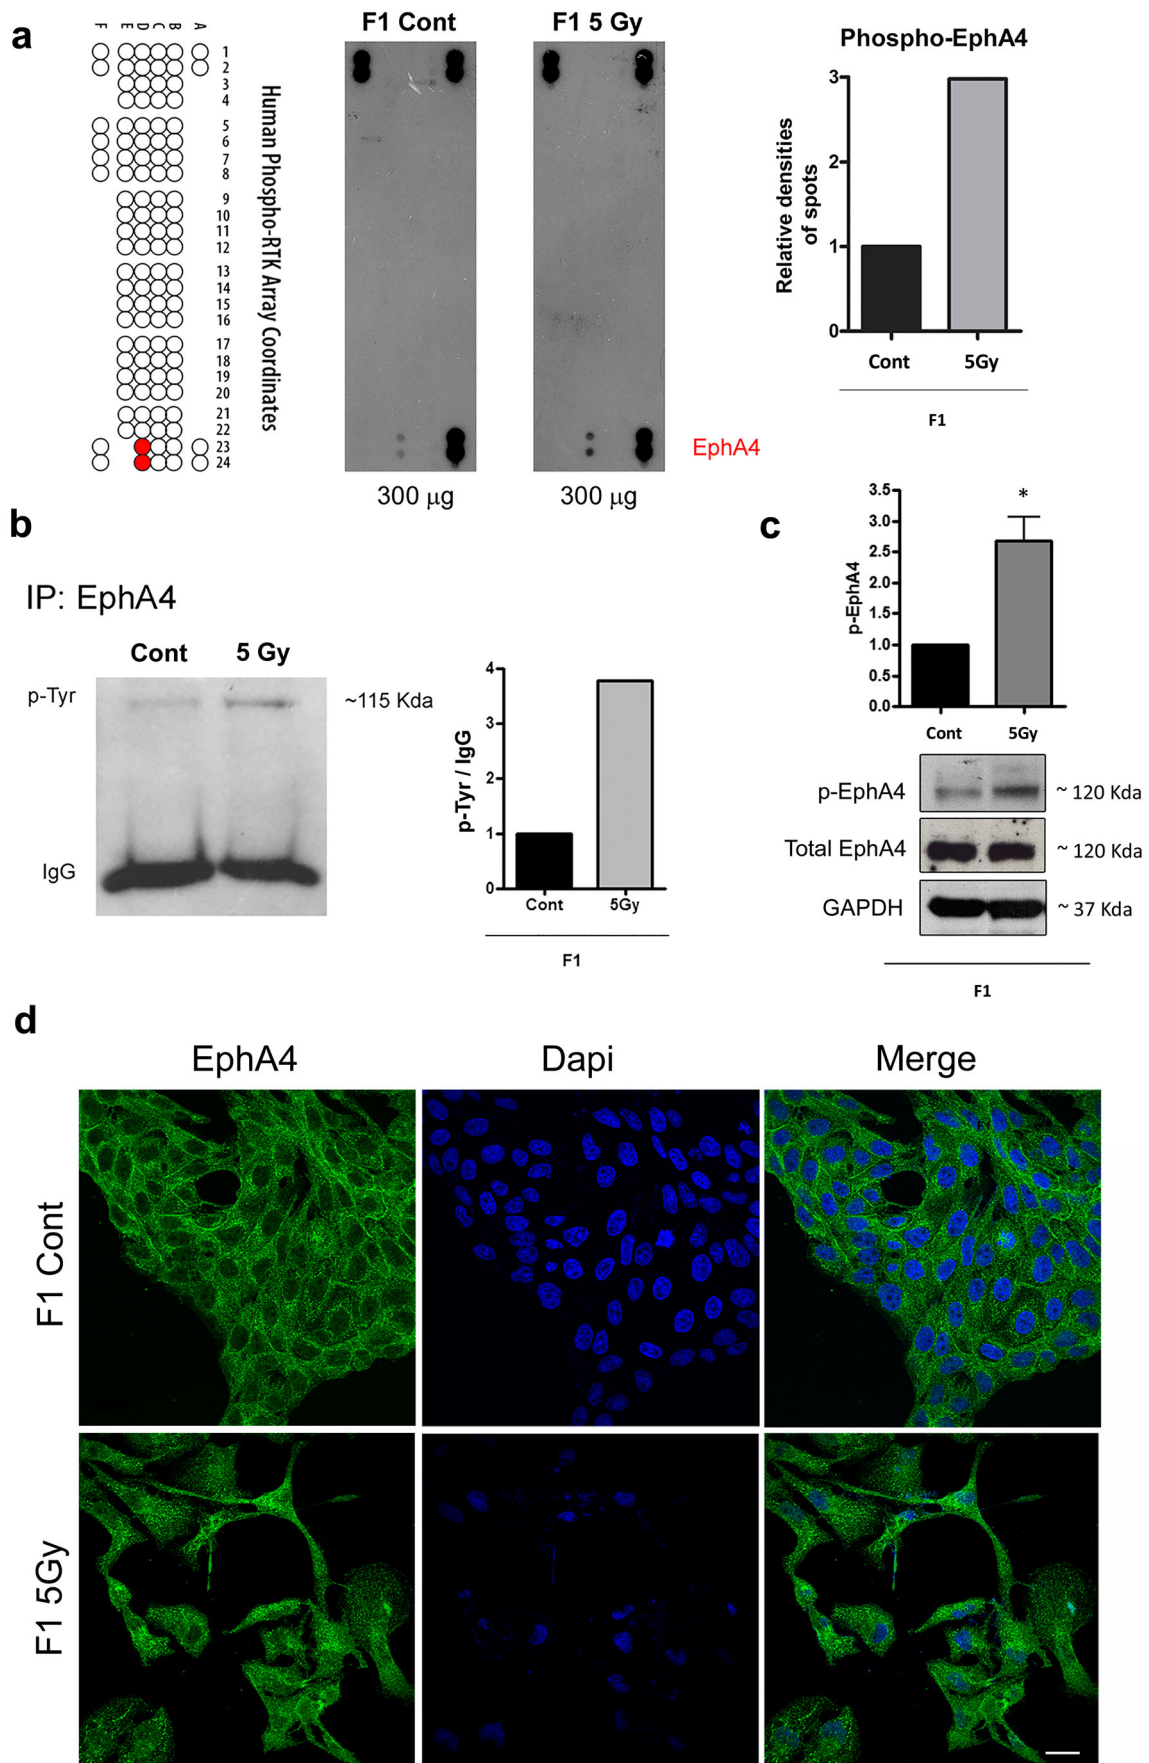 a
F E D C B A
1
2
3
4
5
6
7
8
9
10
11
12
13
14
15
16
17
18
19
20
21
22
23
24
Human Phospho-RTK Array Coordinates
F1 Cont
F1 5 Gy
300 µg
300 µg
EphA4
Phospho-EphA4
Relative densities
of spots
3
2
1
0
Cont
5Gy
F1
b
IP: EphA4
Cont
5 Gy
p-Tyr
~115 Kda
IgG
p-Tyr / IgG
4
3
2
1
0
Cont
5Gy
F1
c
p-EphA4
3.5
3.0
2.5
2.0
1.5
1.0
0.5
0.0
*
Cont
5Gy
p-EphA4
~ 120 Kda
Total EphA4
~ 120 Kda
GAPDH
~ 37 Kda
F1
d
EphA4
Dapi
Merge
F1 Cont
F1 5Gy